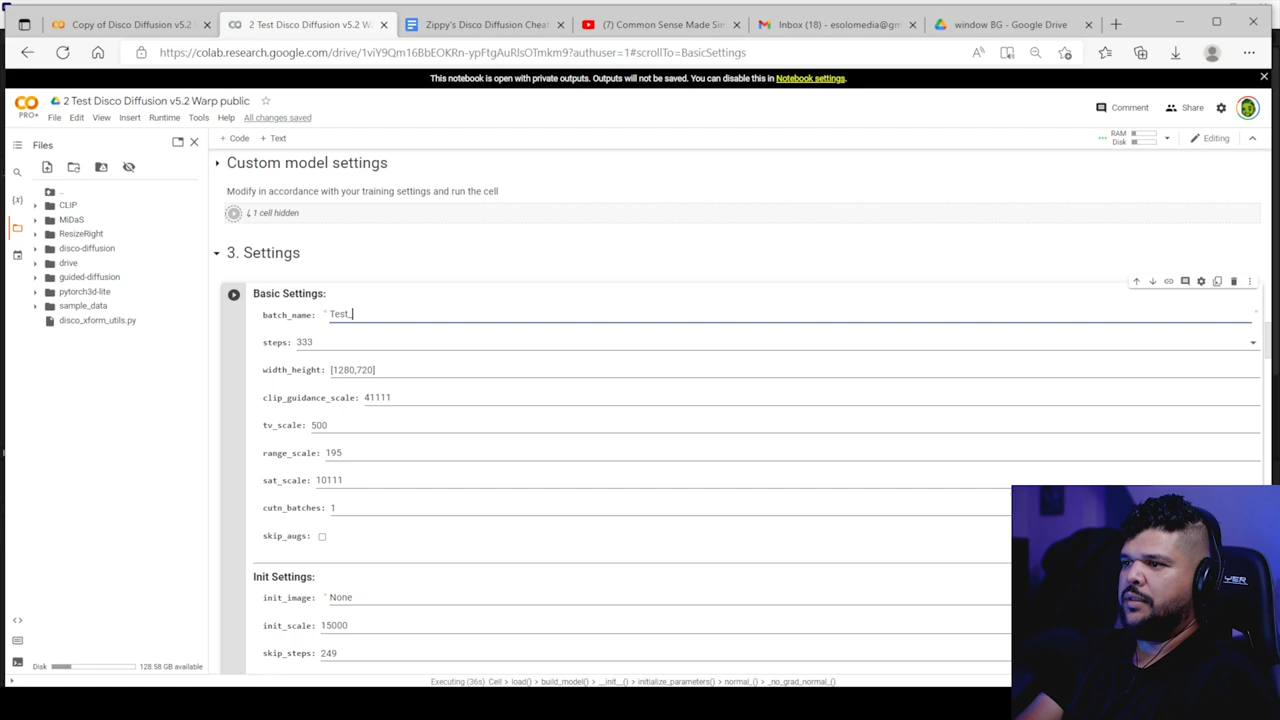 Copy of Disco Diffusion v5.2
2 Test Disco Diffusion v5.2 W
Zippy's Disco Diffusion Cheat
(7) Common Sense Made Sim
Inbox (18) - esolomedia@gm
window BG - Google Drive
https://colab.research.google.com/drive/1viY9Qm16BbEOKRn-ypFtgAuRlsOTmkm9?authuser=1#scrollTo=BasicSettings
This notebook is open with private outputs. Outputs will not be saved. You can disable this in Notebook settings.
2 Test Disco Diffusion v5.2 Warp public
PRO+
File Edit View Insert Runtime Tools Help All changes saved
Comment Share
Files
+ Code + Text
RAM
Disk
Editing
..
CLIP
MiDaS
ResizeRight
disco-diffusion
drive
guided-diffusion
pytorch3d-lite
sample_data
disco_xform_utils.py
Custom model settings
Modify in accordance with your training settings and run the cell
1 cell hidden
3. Settings
Basic Settings:
batch_name: " Test_ "
steps: 333
width_height: [1280,720]
clip_guidance_scale: 41111
tv_scale: 500
range_scale: 195
sat_scale: 10111
cutn_batches: 1
skip_augs:
Init Settings:
init_image: " None
init_scale: 15000
skip_steps: 249
Disk 128.58 GB available
Executing (36s) Cell > load() > build_model() > __init__() > initialize_parameters() > normal_() > _no_grad_normal_()
YER